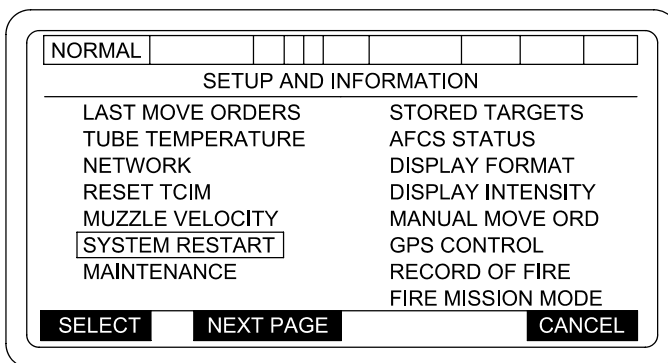 NORMAL
SETUP AND INFORMATION
LAST MOVE ORDERS
TUBE TEMPERATURE
NETWORK
RESET TCIM
MUZZLE VELOCITY
SYSTEM RESTART
MAINTENANCE
STORED TARGETS
AFCS STATUS
DISPLAY FORMAT
DISPLAY INTENSITY
MANUAL MOVE ORD
GPS CONTROL
RECORD OF FIRE
FIRE MISSION MODE
SELECT NEXT PAGE CANCEL